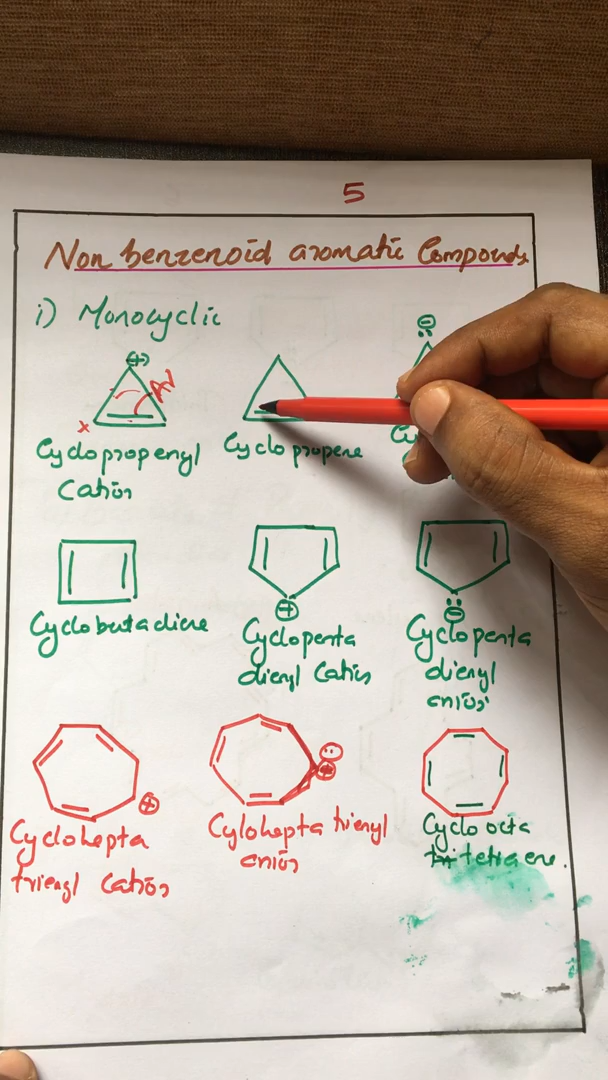 5
Non benzenoid aromatic Compounds
i) Monocyclic
Cyclopropenyl
Cation
Cyclopropene
Cy
Cyclobutadiene
Cyclopenta
dienyl Cation
Cyclopenta
dienyl
anion
Cyclohepta
trienyl Cation
Cylohepta trienyl
anion
Cyclo octa
tetraene.